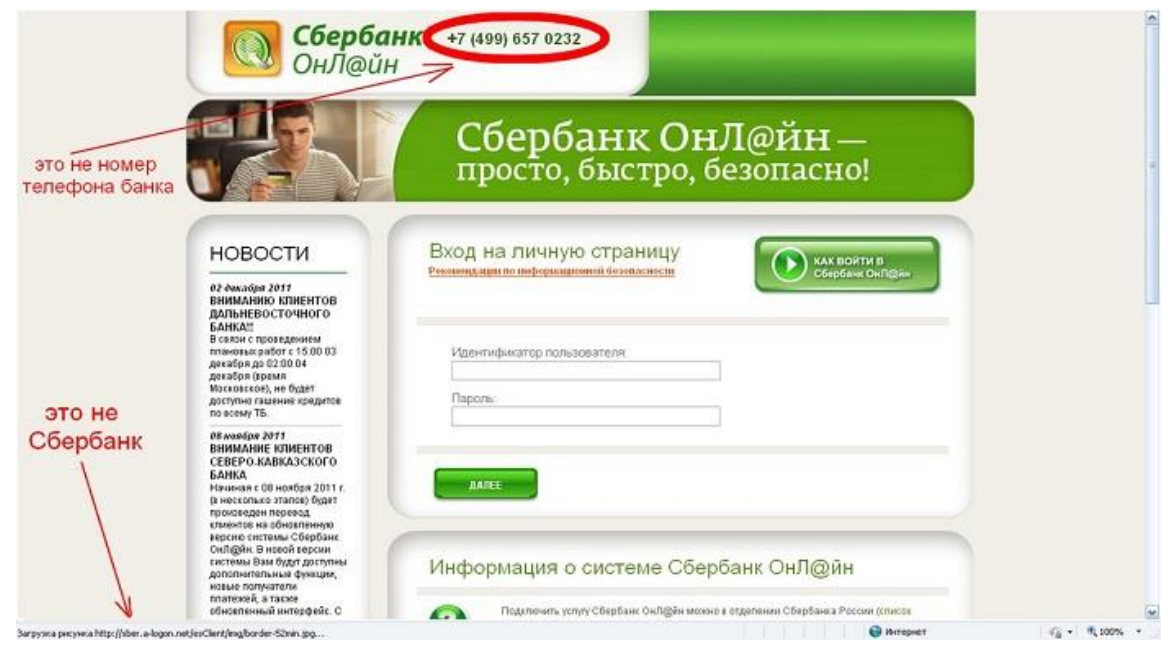 Сбербанк
ОнЛ@йн
+7 (499) 657 0232
это не номер
телефона банка
Сбербанк ОнЛ@йн —
просто, быстро, безопасно!
НОВОСТИ
02 декабря 2011
ВНИМАНИЮ КЛИЕНТОВ
ДАЛЬНЕВОСТОЧНОГО
БАНКА!!!
В связи с проведением
плановых работ с 15:00 03
декабря до 02:00 04
декабря (время
Московское), не будет
доступно гашение кредитов
по всему ТБ.
08 ноября 2011
ВНИМАНИЕ КЛИЕНТОВ
СЕВЕРО-КАВКАЗСКОГО
БАНКА
Начиная с 08 ноября 2011 г.
(в несколько этапов) будет
произведен перевод
клиентов на обновленную
версию системы Сбербанк
ОнЛ@йн. В новой версии
системы Вам будут доступны
дополнительные функции,
новые получатели
платежей, а также
обновленный интерфейс. С
Вход на личную страницу
Рекомендации по информационной безопасности
КАК ВОЙТИ В
Сбербанк ОнЛ@йн
Идентификатор пользователя:
Пароль:
ДАЛЕЕ
это не
Сбербанк
Информация о системе Сбербанк ОнЛ@йн
Подключить услугу Сбербанк ОнЛ@йн можно в отделении Сбербанка России (список
Загрузка рисунка http://sber.a-logon.net/esClient/img/border-52min.jpg...
Интернет
100%